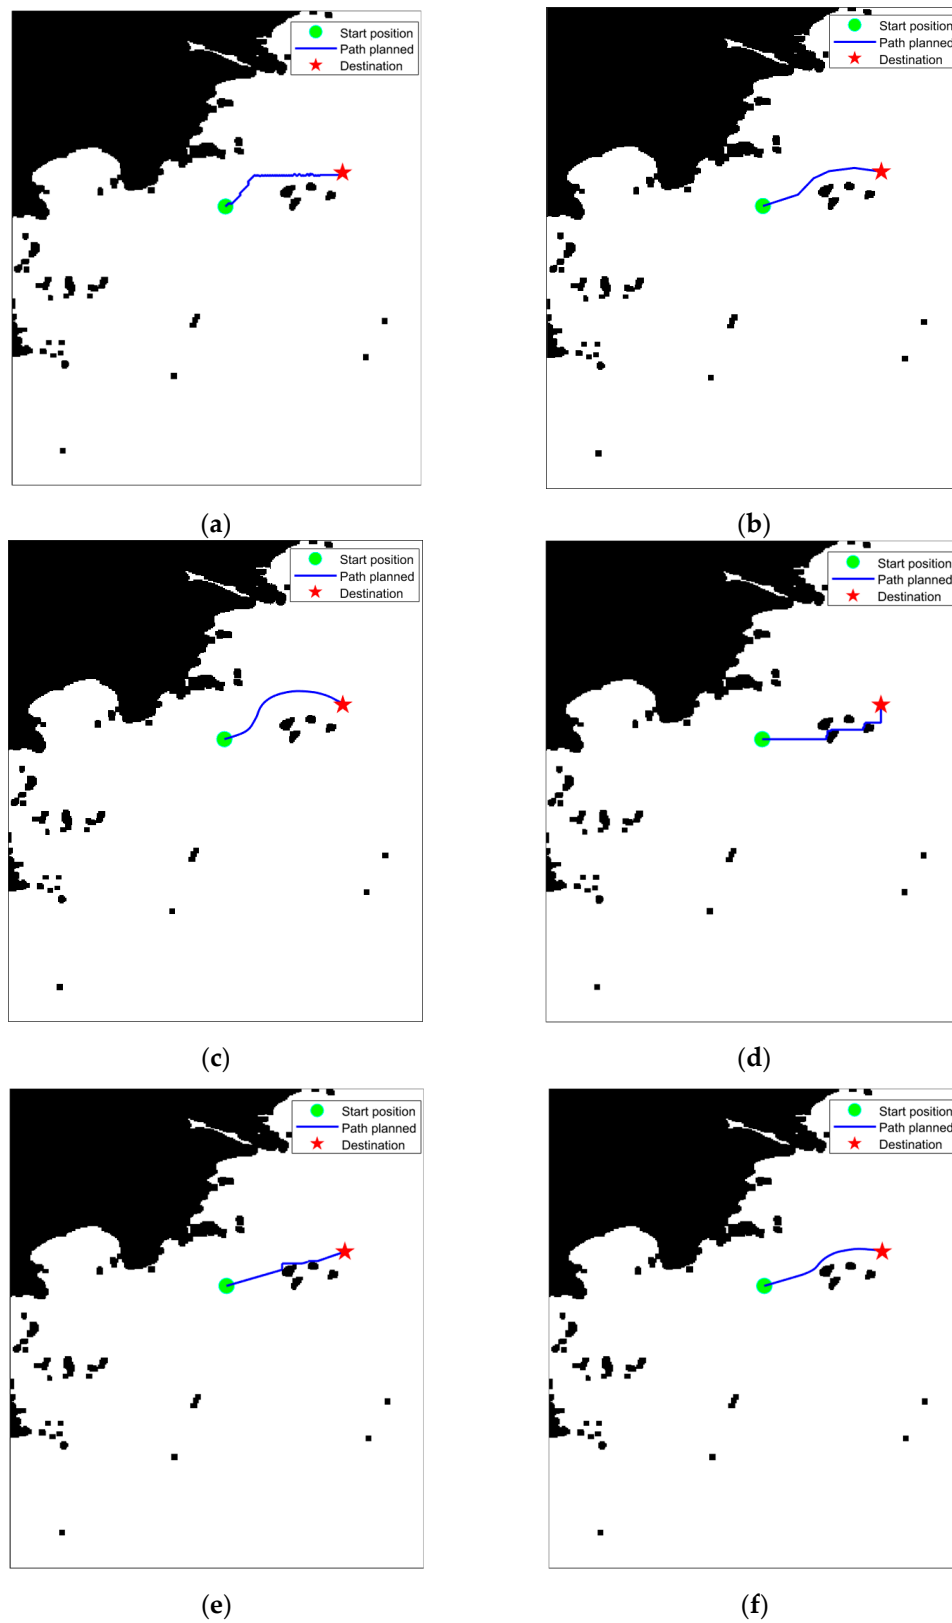 Start position
Path planned
Destination
Start position
Path planned
Destination
(a)
(b)
Start position
Path planned
Destination
Start position
Path planned
Destination
(c)
(d)
Start position
Path planned
Destination
Start position
Path planned
Destination
(e)
(f)